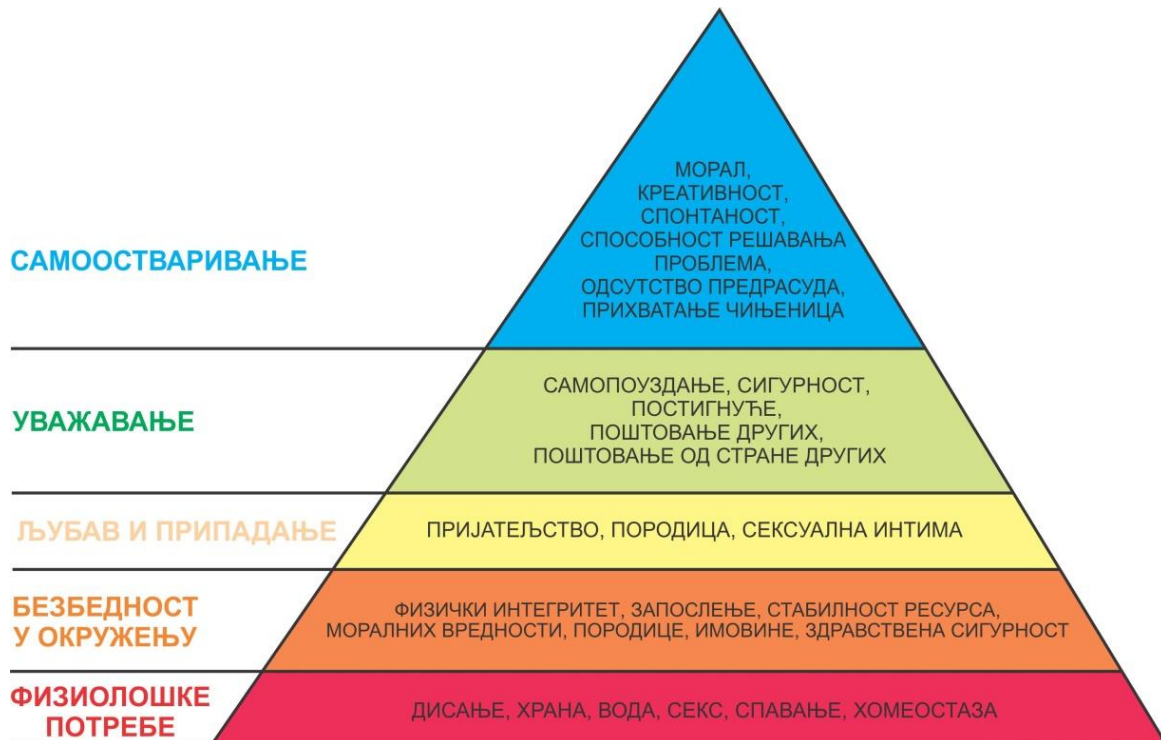 САМООСТВАРИВАЊЕ
МОРАЛ,
КРЕАТИВНОСТ,
СПОНТАНОСТ,
СПОСОБНОСТ РЕШАВАЊА
ПРОБЛЕМА,
ОДСУТСТВО ПРЕДРАСУДА,
ПРИХВАТАЊЕ ЧИЊЕНИЦА
УВАЖАВАЊЕ
САМОПОУЗДАЊЕ, СИГУРНОСТ,
ПОСТИГНУЋЕ,
ПОШТОВАЊЕ ДРУГИХ,
ПОШТОВАЊЕ ОД СТРАНЕ ДРУГИХ
ЉУБАВ И ПРИПАДАЊЕ
ПРИЈАТЕЉСТВО, ПОРОДИЦА, СЕКСУАЛНА ИНТИМА
БЕЗБЕДНОСТ
У ОКРУЖЕЊУ
ФИЗИЧКИ ИНТЕГРИТЕТ, ЗАПОСЛЕЊЕ, СТАБИЛНОСТ РЕСУРСА,
МОРАЛНИХ ВРЕДНОСТИ, ПОРОДИЦЕ, ИМОВИНЕ, ЗДРАВСТВЕНА СИГУРНОСТ
ФИЗИОЛОШКЕ
ПОТРЕБЕ
ДИСАЊЕ, ХРАНА, ВОДА, СЕКС, СПАВАЊЕ, ХОМЕОСТАЗА